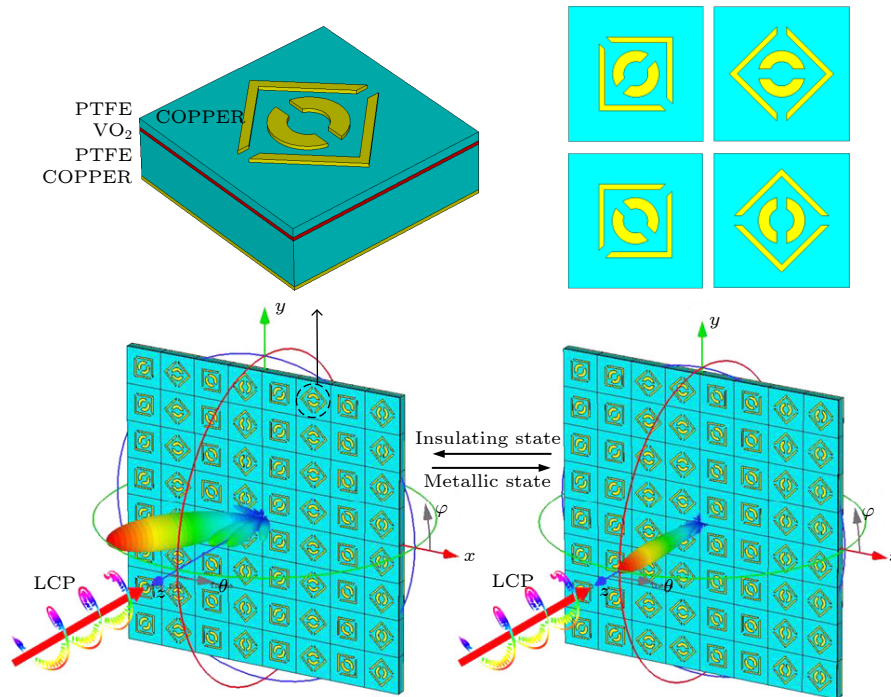 PTFE
COPPER
VO₂
PTFE
COPPER
y
y
Insulating state
Metallic state
φ
φ
x
x
LCP
z
θ
LCP
z
θ